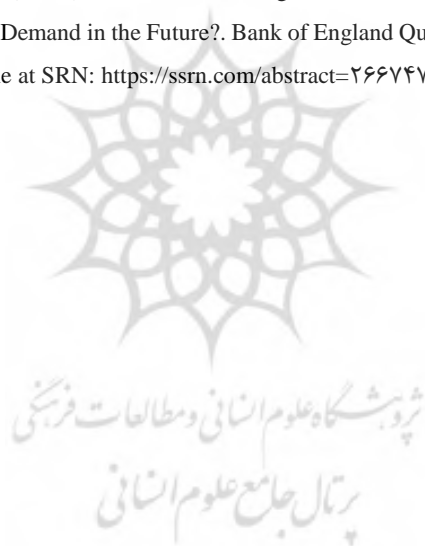 Demand in the Future?. Bank of England Qu
e at SRN: https://ssrn.com/abstract=۲۶۶۷۴۷
پژوهشگاه علوم انسانی و مطالعات فرهنگی
پرتال جامع علوم انسانی